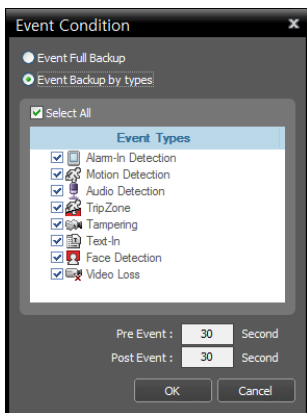 Event Condition x
Event Full Backup
Event Backup by types
Select All
Event Types
Alarm-In Detection
Motion Detection
Audio Detection
TripZone
Tampering
Text-In
Face Detection
Video Loss
Pre Event : 30 Second
Post Event : 30 Second
OK Cancel